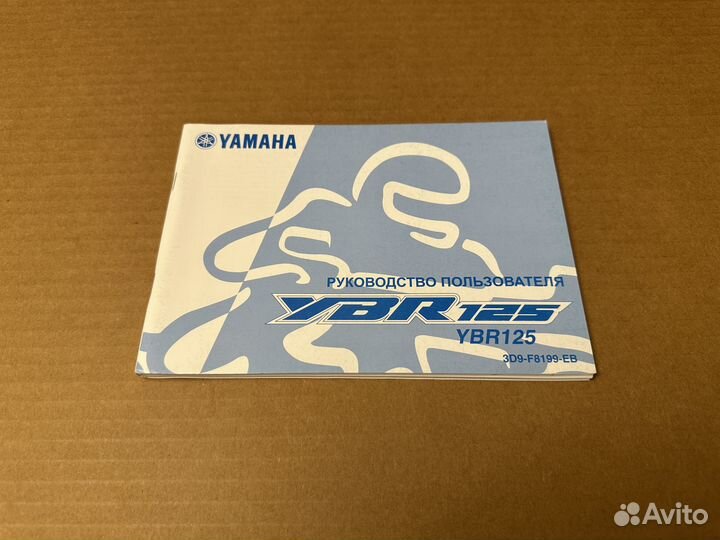 YAMAHA
РУКОВОДСТВО ПОЛЬЗОВАТЕЛЯ
YBR125
YBR125
3D9-F8199-EB
Avito